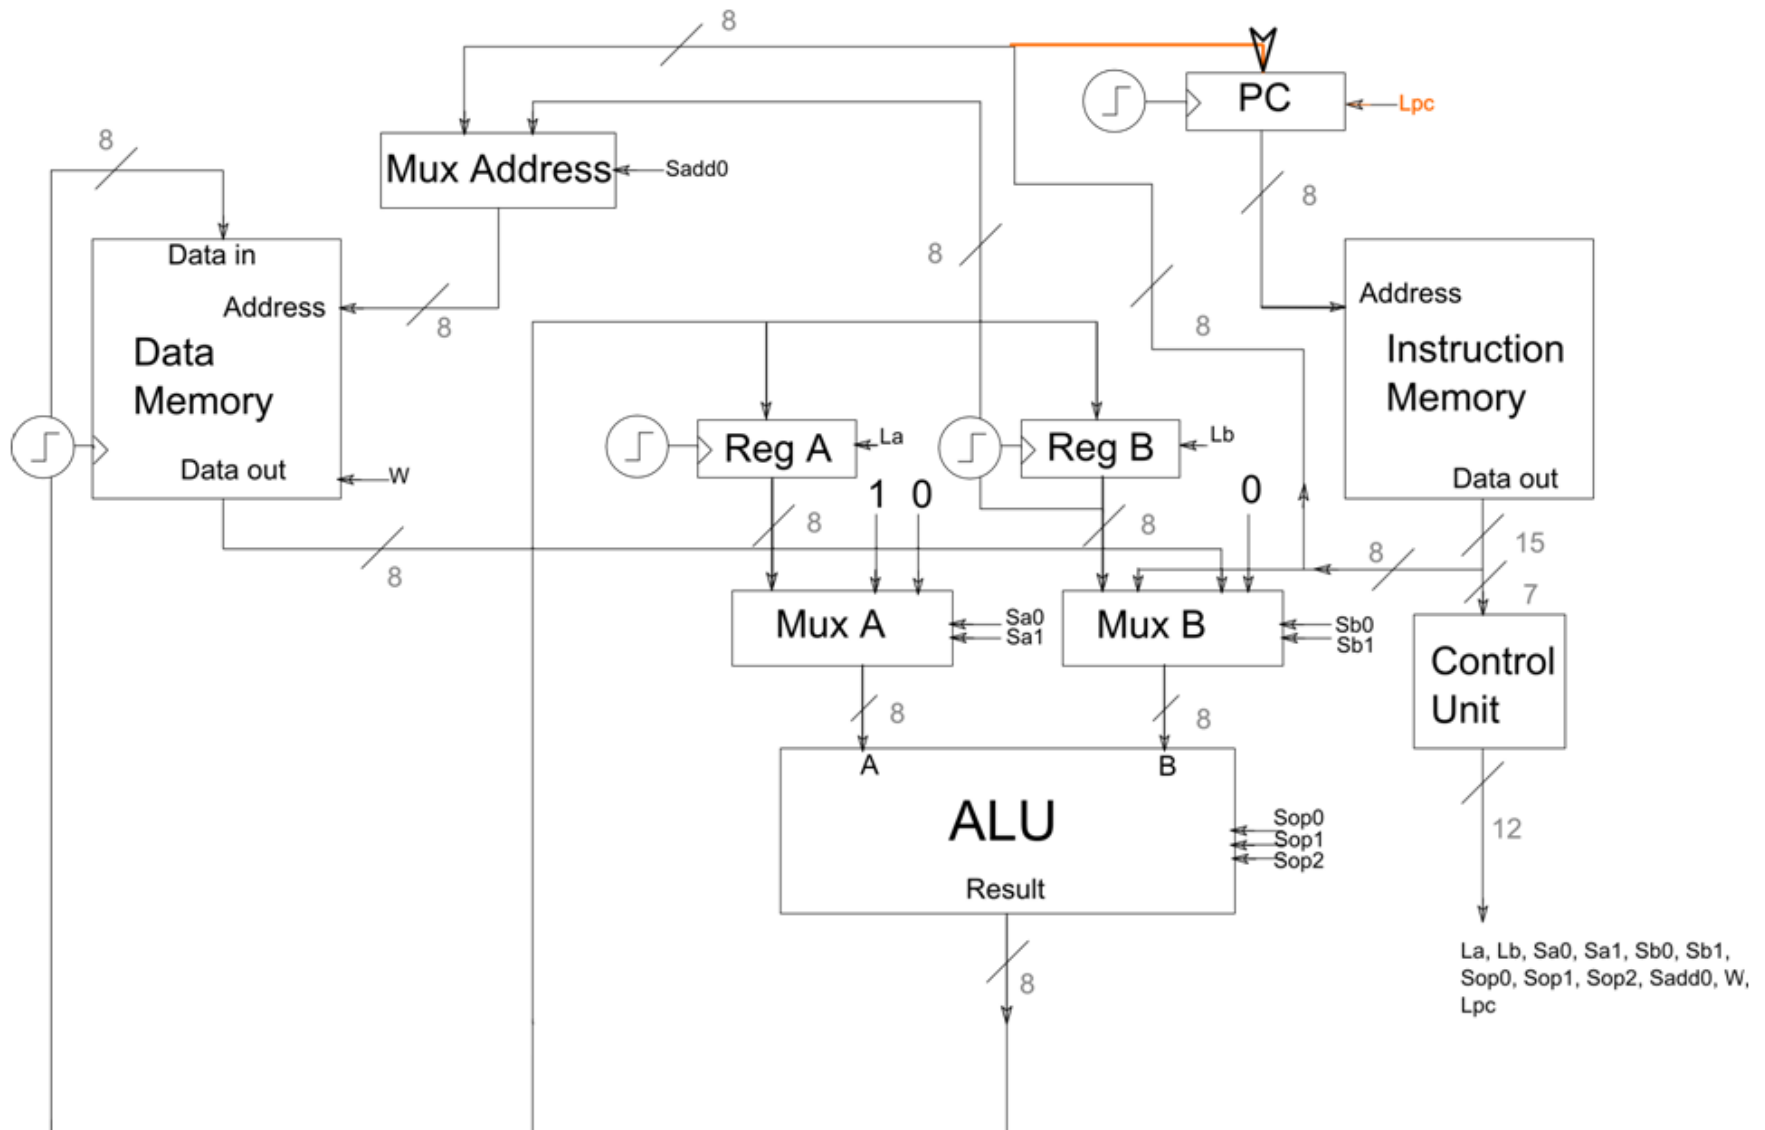 8
PC
Lpc
8
Mux Address
Sadd0
8
8
Data in
Address
8
Data
Memory
Data out
W
8
8
Address
Instruction
Memory
Data out
Reg A
La
Reg B
Lb
1 0
0
8
8
8
15
8
7
Mux A
Sa0
Sa1
Mux B
Sb0
Sb1
Control
Unit
8
8
A
B
ALU
Sop0
Sop1
Sop2
Result
12
8
La, Lb, Sa0, Sa1, Sb0, Sb1,
Sop0, Sop1, Sop2, Sadd0, W,
Lpc